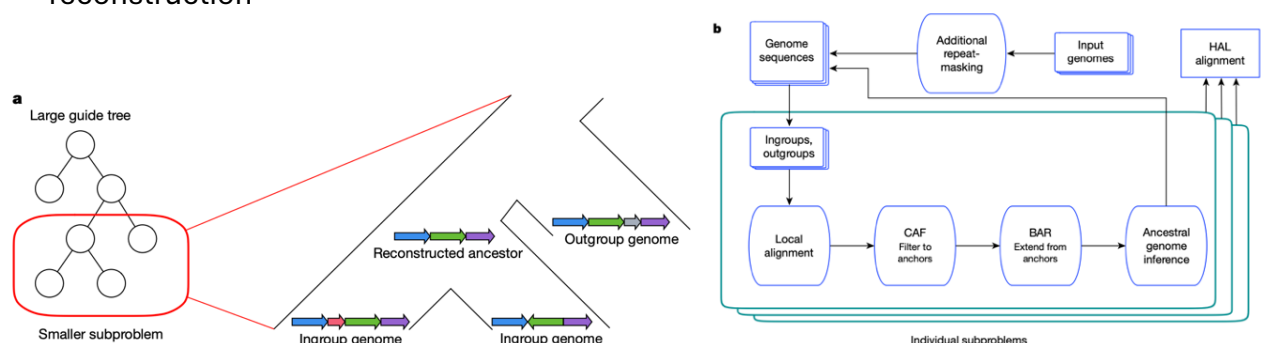 reconstruction
a
Large guide tree
Smaller subproblem
Reconstructed ancestor
Outgroup genome
Ingroup genome
Ingroup genome
b
Genome
sequences
Additional
repeat-
masking
Input
genomes
HAL
alignment
Ingroups,
outgroups
Local
alignment
CAF
Filter to
anchors
BAR
Extend from
anchors
Ancestral
genome
inference
Individual subproblems